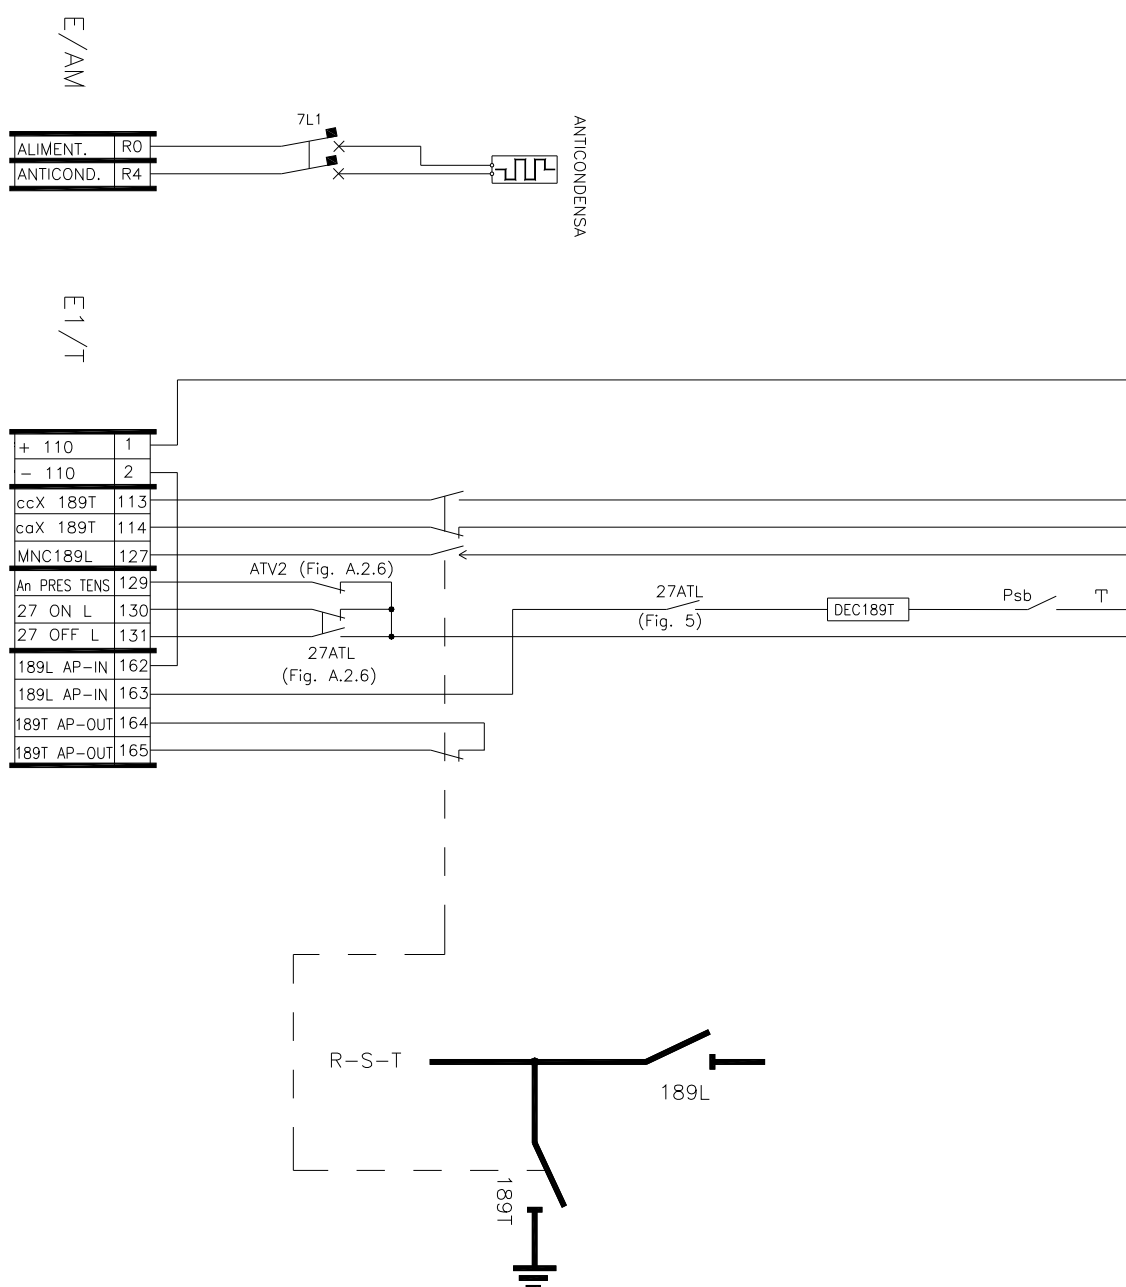 E/AM
7L1
ALIMENT. R0
ANTICOND. R4
ANTICONDENSA
E1/T
+ 110 1
- 110 2
ccX 189T 113
caX 189T 114
MNC189L 127
An PRES TENS 129
27 ON L 130
27 OFF L 131
189L AP-IN 162
189L AP-IN 163
189T AP-OUT 164
189T AP-OUT 165
ATV2 (Fig. A.2.6)
27ATL
(Fig. A.2.6)
27ATL
(Fig. 5)
DEC189T
Psb
R-S-T
189L
189T